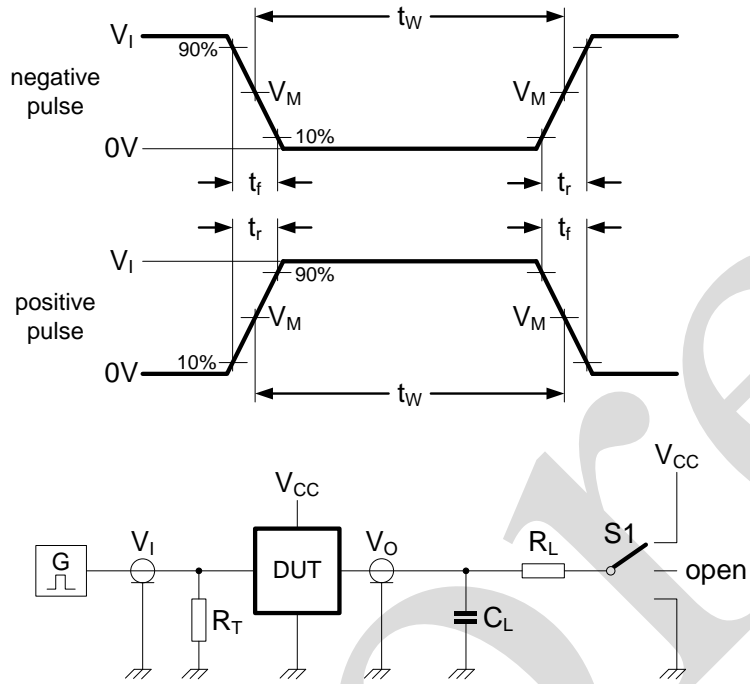 t_W
V_I
90%
negative pulse
V_M
V_M
10%
0V
t_f
t_r
t_r
t_f
V_I
90%
positive pulse
V_M
V_M
10%
0V
t_W
V_CC
V_CC
S1
V_I
V_O
R_L
G
DUT
open
R_T
C_L